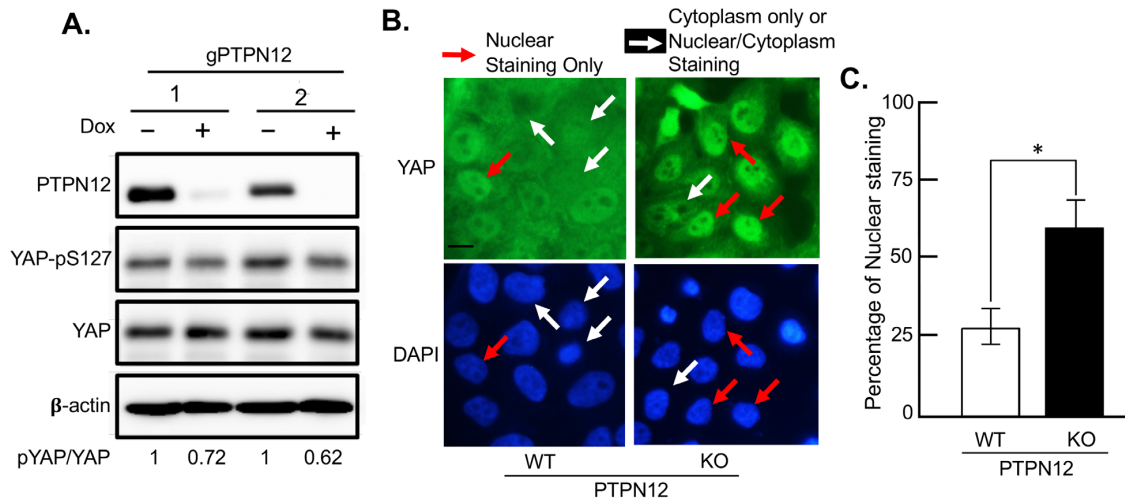 A.
gPTPN12
1 2
Dox − + − +
PTPN12
YAP-pS127
YAP
β-actin
pYAP/YAP 1 0.72 1 0.62
B.
Nuclear
Staining Only
Cytoplasm only or
Nuclear/Cytoplasm
Staining
YAP
DAPI
WT KO
PTPN12
C.
Percentage of Nuclear staining
100
75
50
25
0
*
WT KO
PTPN12